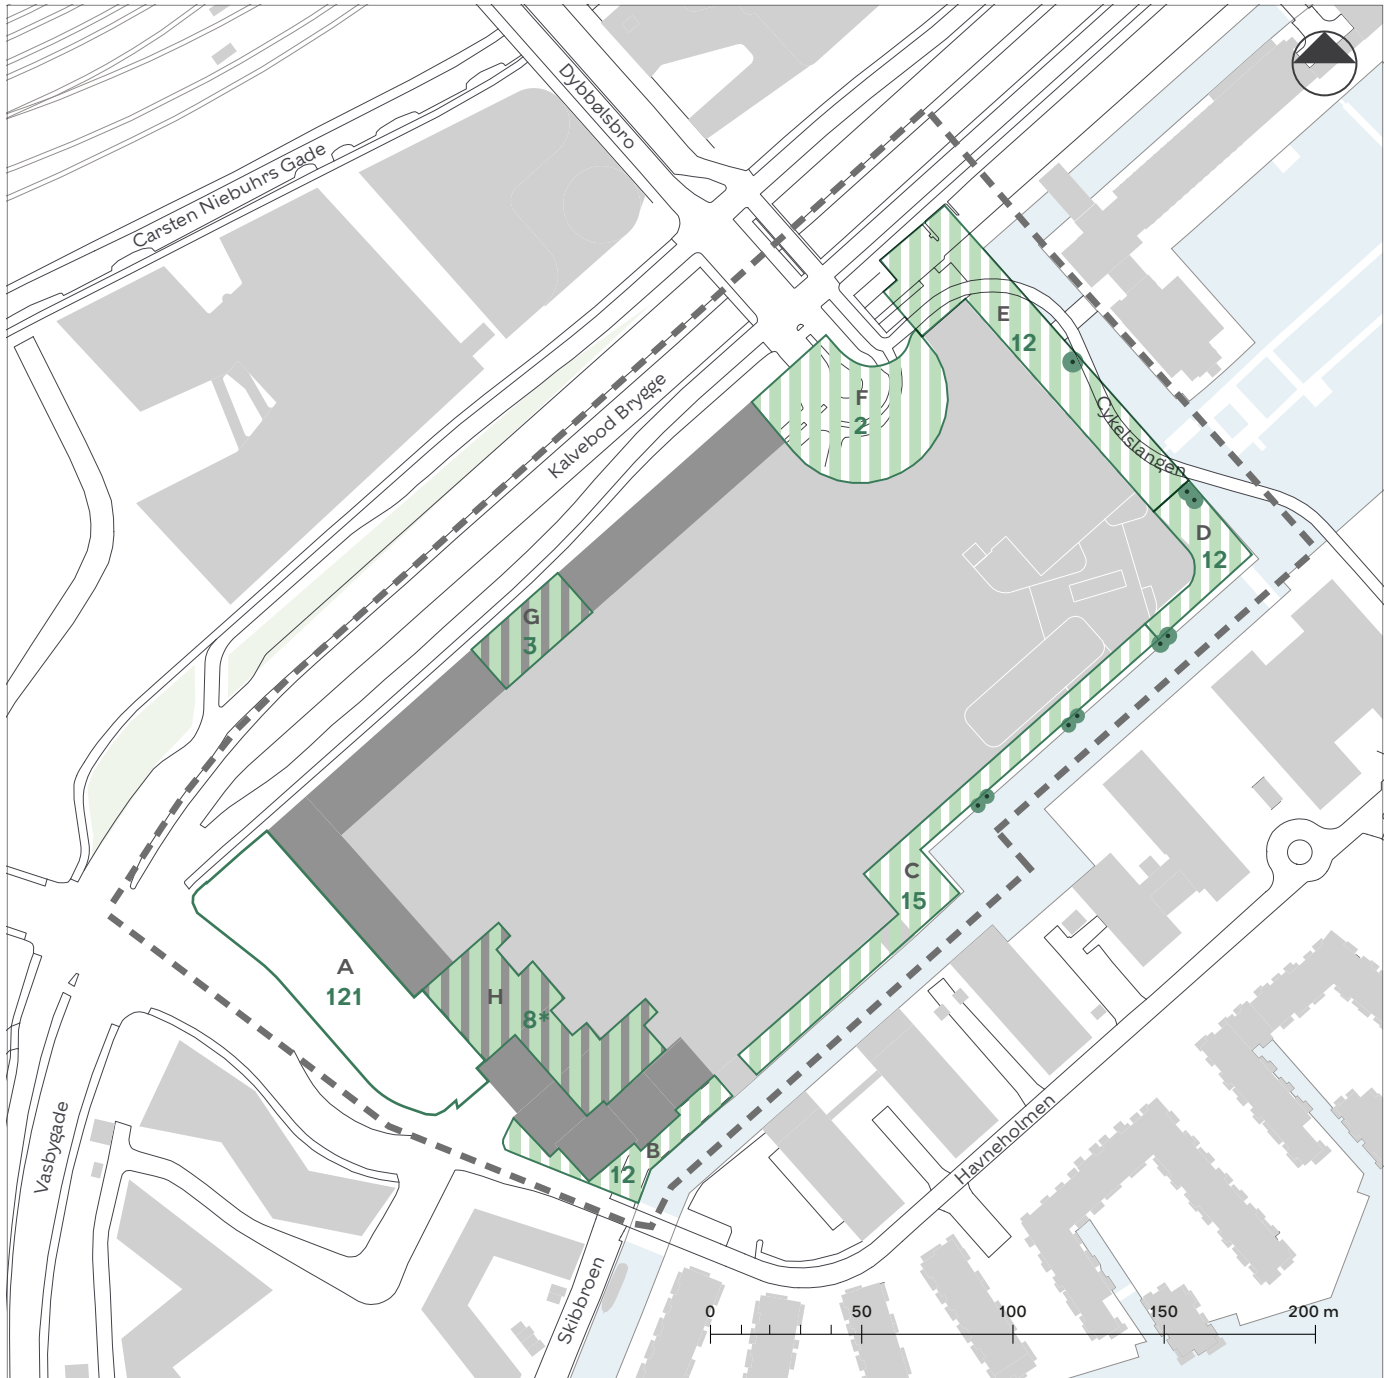 Dybbølsbro
Carsten Niebuhrs Gade
E
12
Kalvebod Brygge
F
2
Cykelslangen
D
12
G
3
C
15
A
121
H
8*
B
12
Vasbygade
Havneholmen
Skibbroen
0 50 100 150 200 m